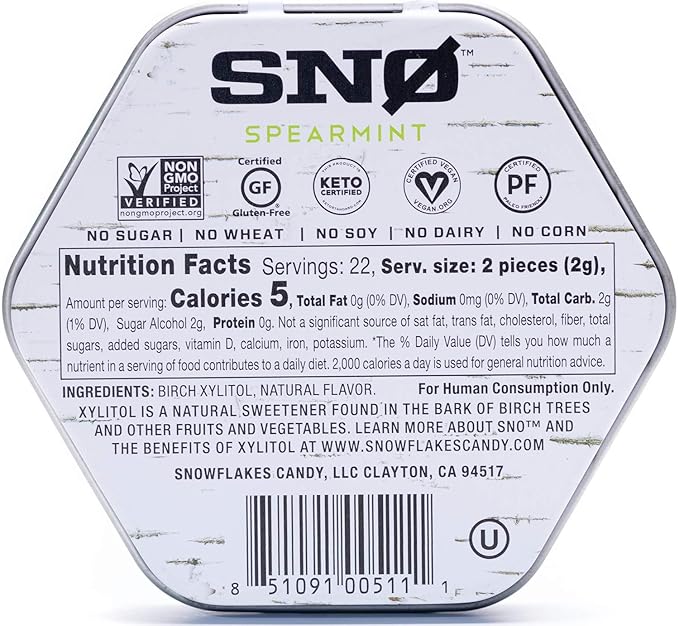 SNØ™
SPEARMINT
NON
GMO
Project
VERIFIED
nongmoproject.org
Certified
GF
Gluten-Free
THIS PRODUCT IS
KETO
CERTIFIED
CERTIFIED VEGAN
V
VEGAN.ORG
CERTIFIED
PF
PALEO FRIENDLY
NO SUGAR | NO WHEAT | NO SOY | NO DAIRY | NO CORN
Nutrition Facts Servings: 22, Serv. size: 2 pieces (2g),
Amount per serving: Calories 5, Total Fat 0g (0% DV), Sodium 0mg (0% DV), Total Carb. 2g
(1% DV), Sugar Alcohol 2g, Protein 0g. Not a significant source of sat fat, trans fat, cholesterol, fiber, total
sugars, added sugars, vitamin D, calcium, iron, potassium. *The % Daily Value (DV) tells you how much a
nutrient in a serving of food contributes to a daily diet. 2,000 calories a day is used for general nutrition advice.
INGREDIENTS: BIRCH XYLITOL, NATURAL FLAVOR. For Human Consumption Only.
XYLITOL IS A NATURAL SWEETENER FOUND IN THE BARK OF BIRCH TREES
AND OTHER FRUITS AND VEGETABLES. LEARN MORE ABOUT SNO™ AND
THE BENEFITS OF XYLITOL AT WWW.SNOWFLAKESCANDY.COM
SNOWFLAKES CANDY, LLC CLAYTON, CA 94517
U
8 51091 00511 1